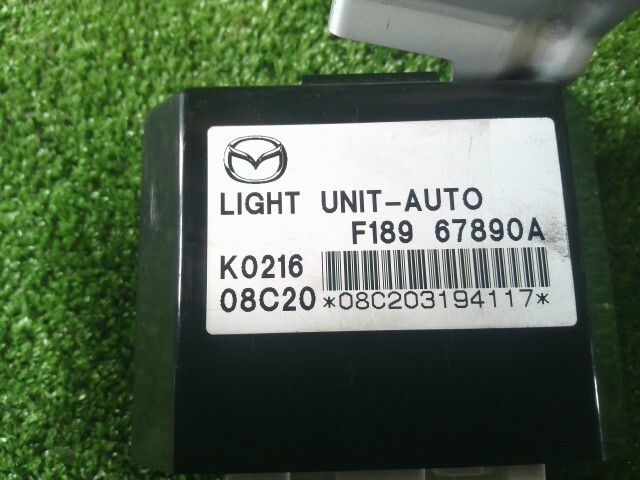 LIGHT UNIT-AUTO
F189 67890A
K0216
08C20 *08C203194117*